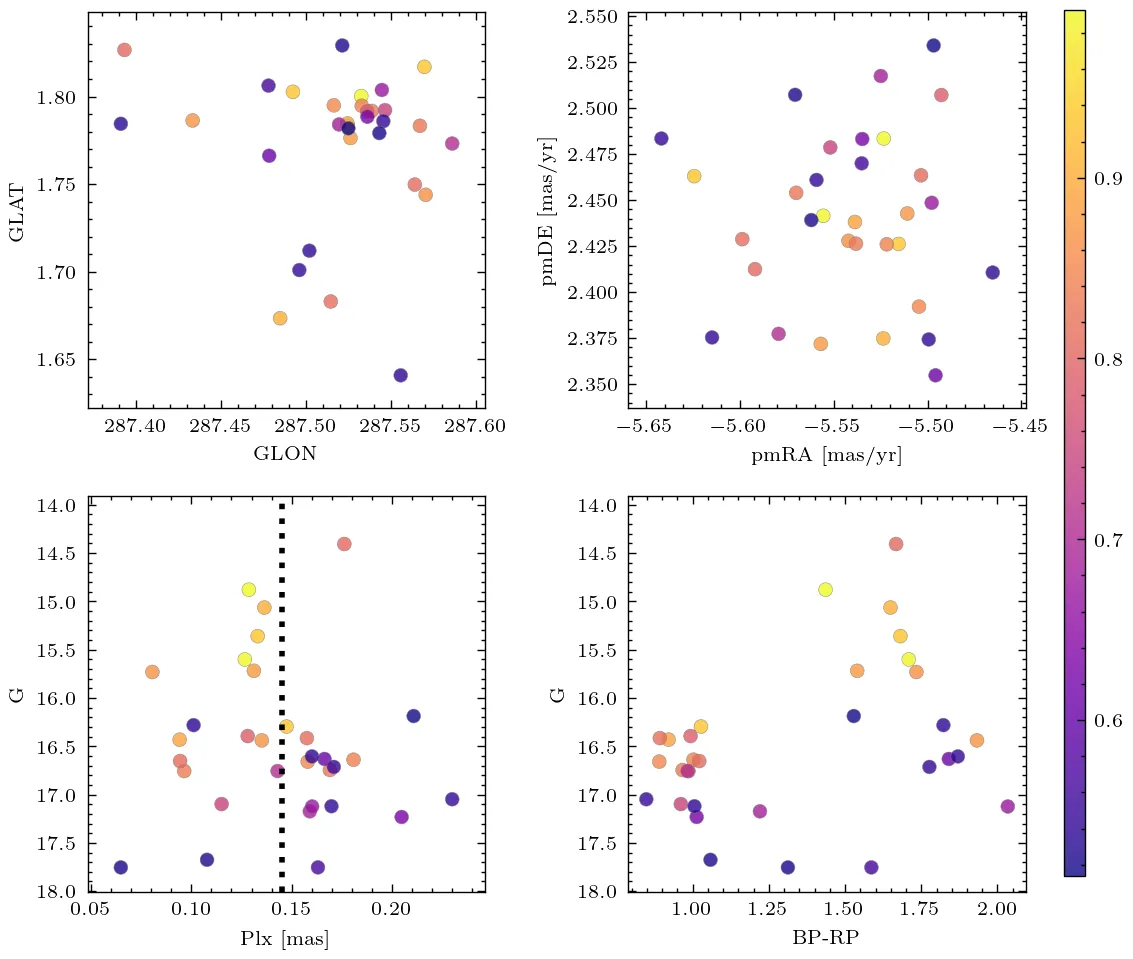 1.80
1.75
1.70
1.65
GLAT
287.40 287.45 287.50 287.55 287.60
GLON
2.550
2.525
2.500
2.475
2.450
2.425
2.400
2.375
2.350
pmDE [mas/yr]
−5.65 −5.60 −5.55 −5.50 −5.45
pmRA [mas/yr]
0.9
0.8
0.7
0.6
14.0
14.5
15.0
15.5
16.0
16.5
17.0
17.5
18.0
G
0.05 0.10 0.15 0.20
Plx [mas]
14.0
14.5
15.0
15.5
16.0
16.5
17.0
17.5
18.0
G
1.00 1.25 1.50 1.75 2.00
BP-RP